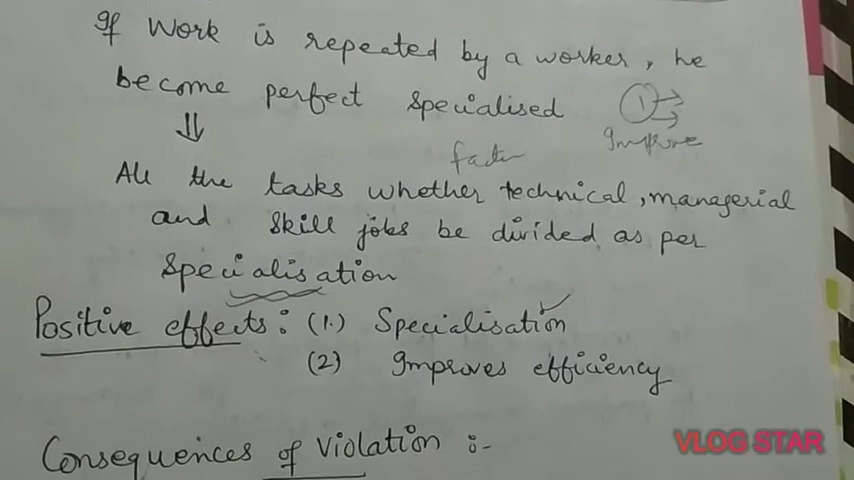 If Work is repeated by a worker, he
become perfect specialised
①
Improve
faster
All the tasks whether technical, managerial
and skill jobs be divided as per
Specialisation
Positive effects: (1.) Specialisation
(2) Improves efficiency
Consequences of Violation :-
VLOG STAR